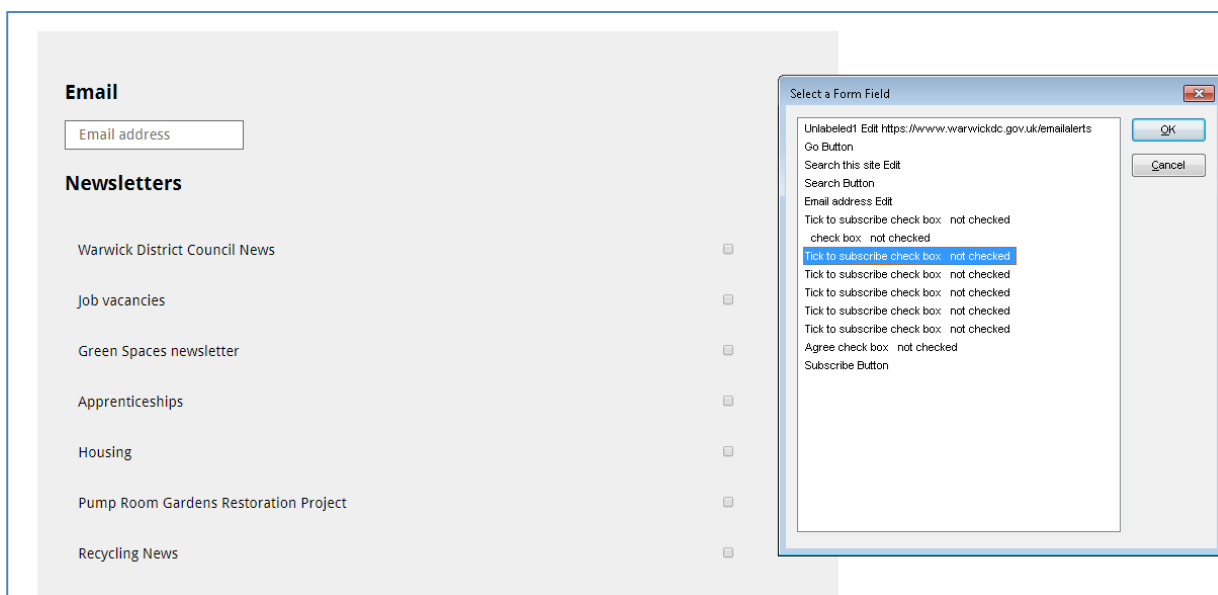 Email
Email address
Newsletters
Warwick District Council News
Job vacancies
Green Spaces newsletter
Apprenticeships
Housing
Pump Room Gardens Restoration Project
Recycling News
Select a Form Field
Unlabeled1 Edit https://www.warwickdc.gov.uk/emailalerts
Go Button
Search this site Edit
Search Button
Email address Edit
Tick to subscribe check box not checked
check box not checked
Tick to subscribe check box not checked
Tick to subscribe check box not checked
Tick to subscribe check box not checked
Tick to subscribe check box not checked
Tick to subscribe check box not checked
Agree check box not checked
Subscribe Button
OK
Cancel